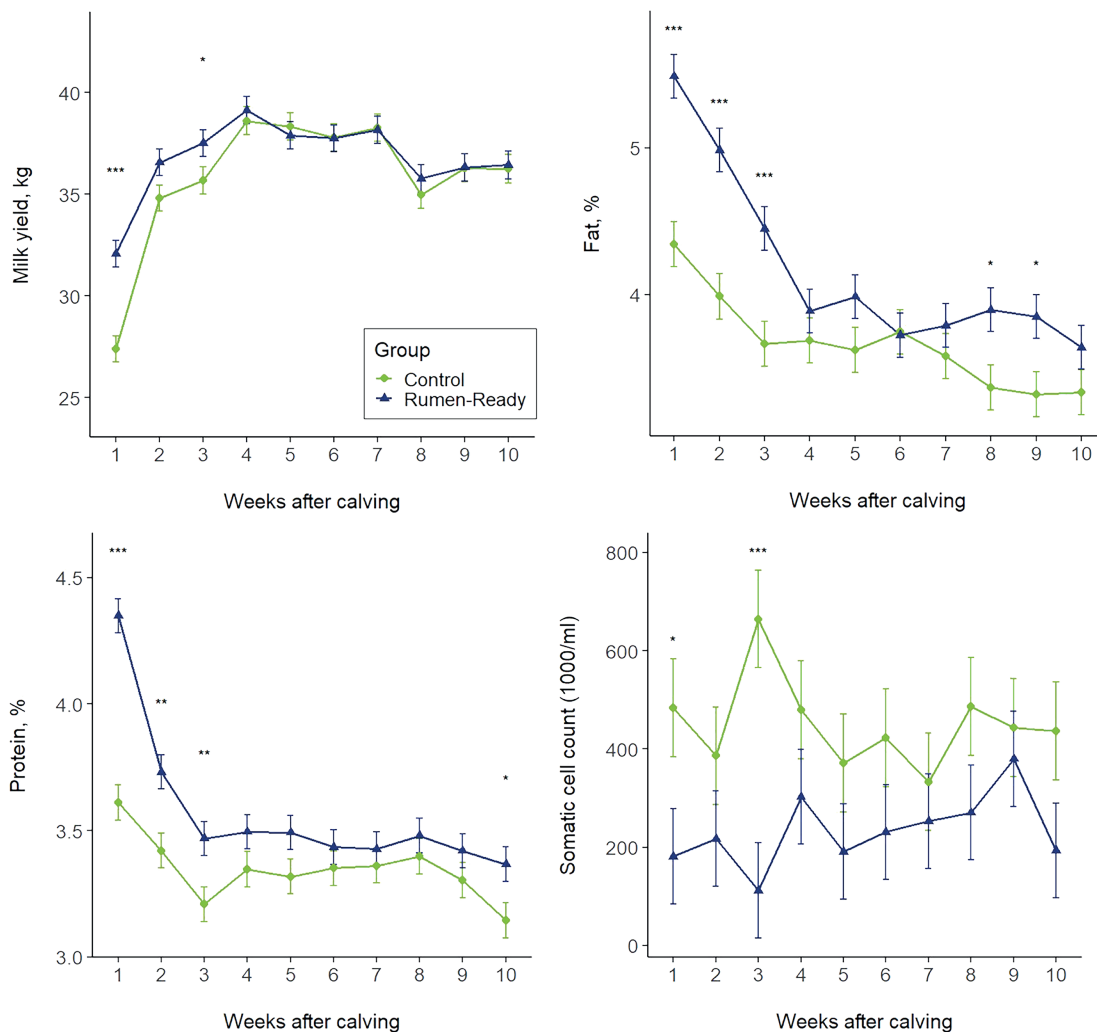 Milk yield, kg
40
35
30
25
***
*
Group
Control
Rumen-Ready
1 2 3 4 5 6 7 8 9 10
Weeks after calving
Fat, %
5
4
***
***
***
*
*
1 2 3 4 5 6 7 8 9 10
Weeks after calving
Protein, %
4.5
4.0
3.5
3.0
***
**
**
*
1 2 3 4 5 6 7 8 9 10
Weeks after calving
Somatic cell count (1000/ml)
800
600
400
200
0
*
***
1 2 3 4 5 6 7 8 9 10
Weeks after calving